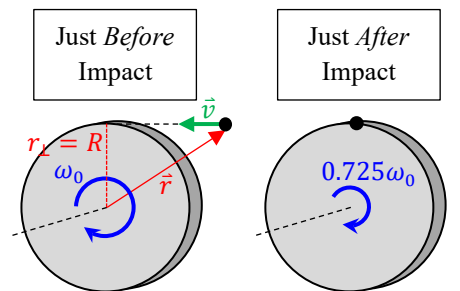 Just Before
Impact
Just After
Impact
v⃗
r⊥ = R
ω₀
r⃗
0.725ω₀